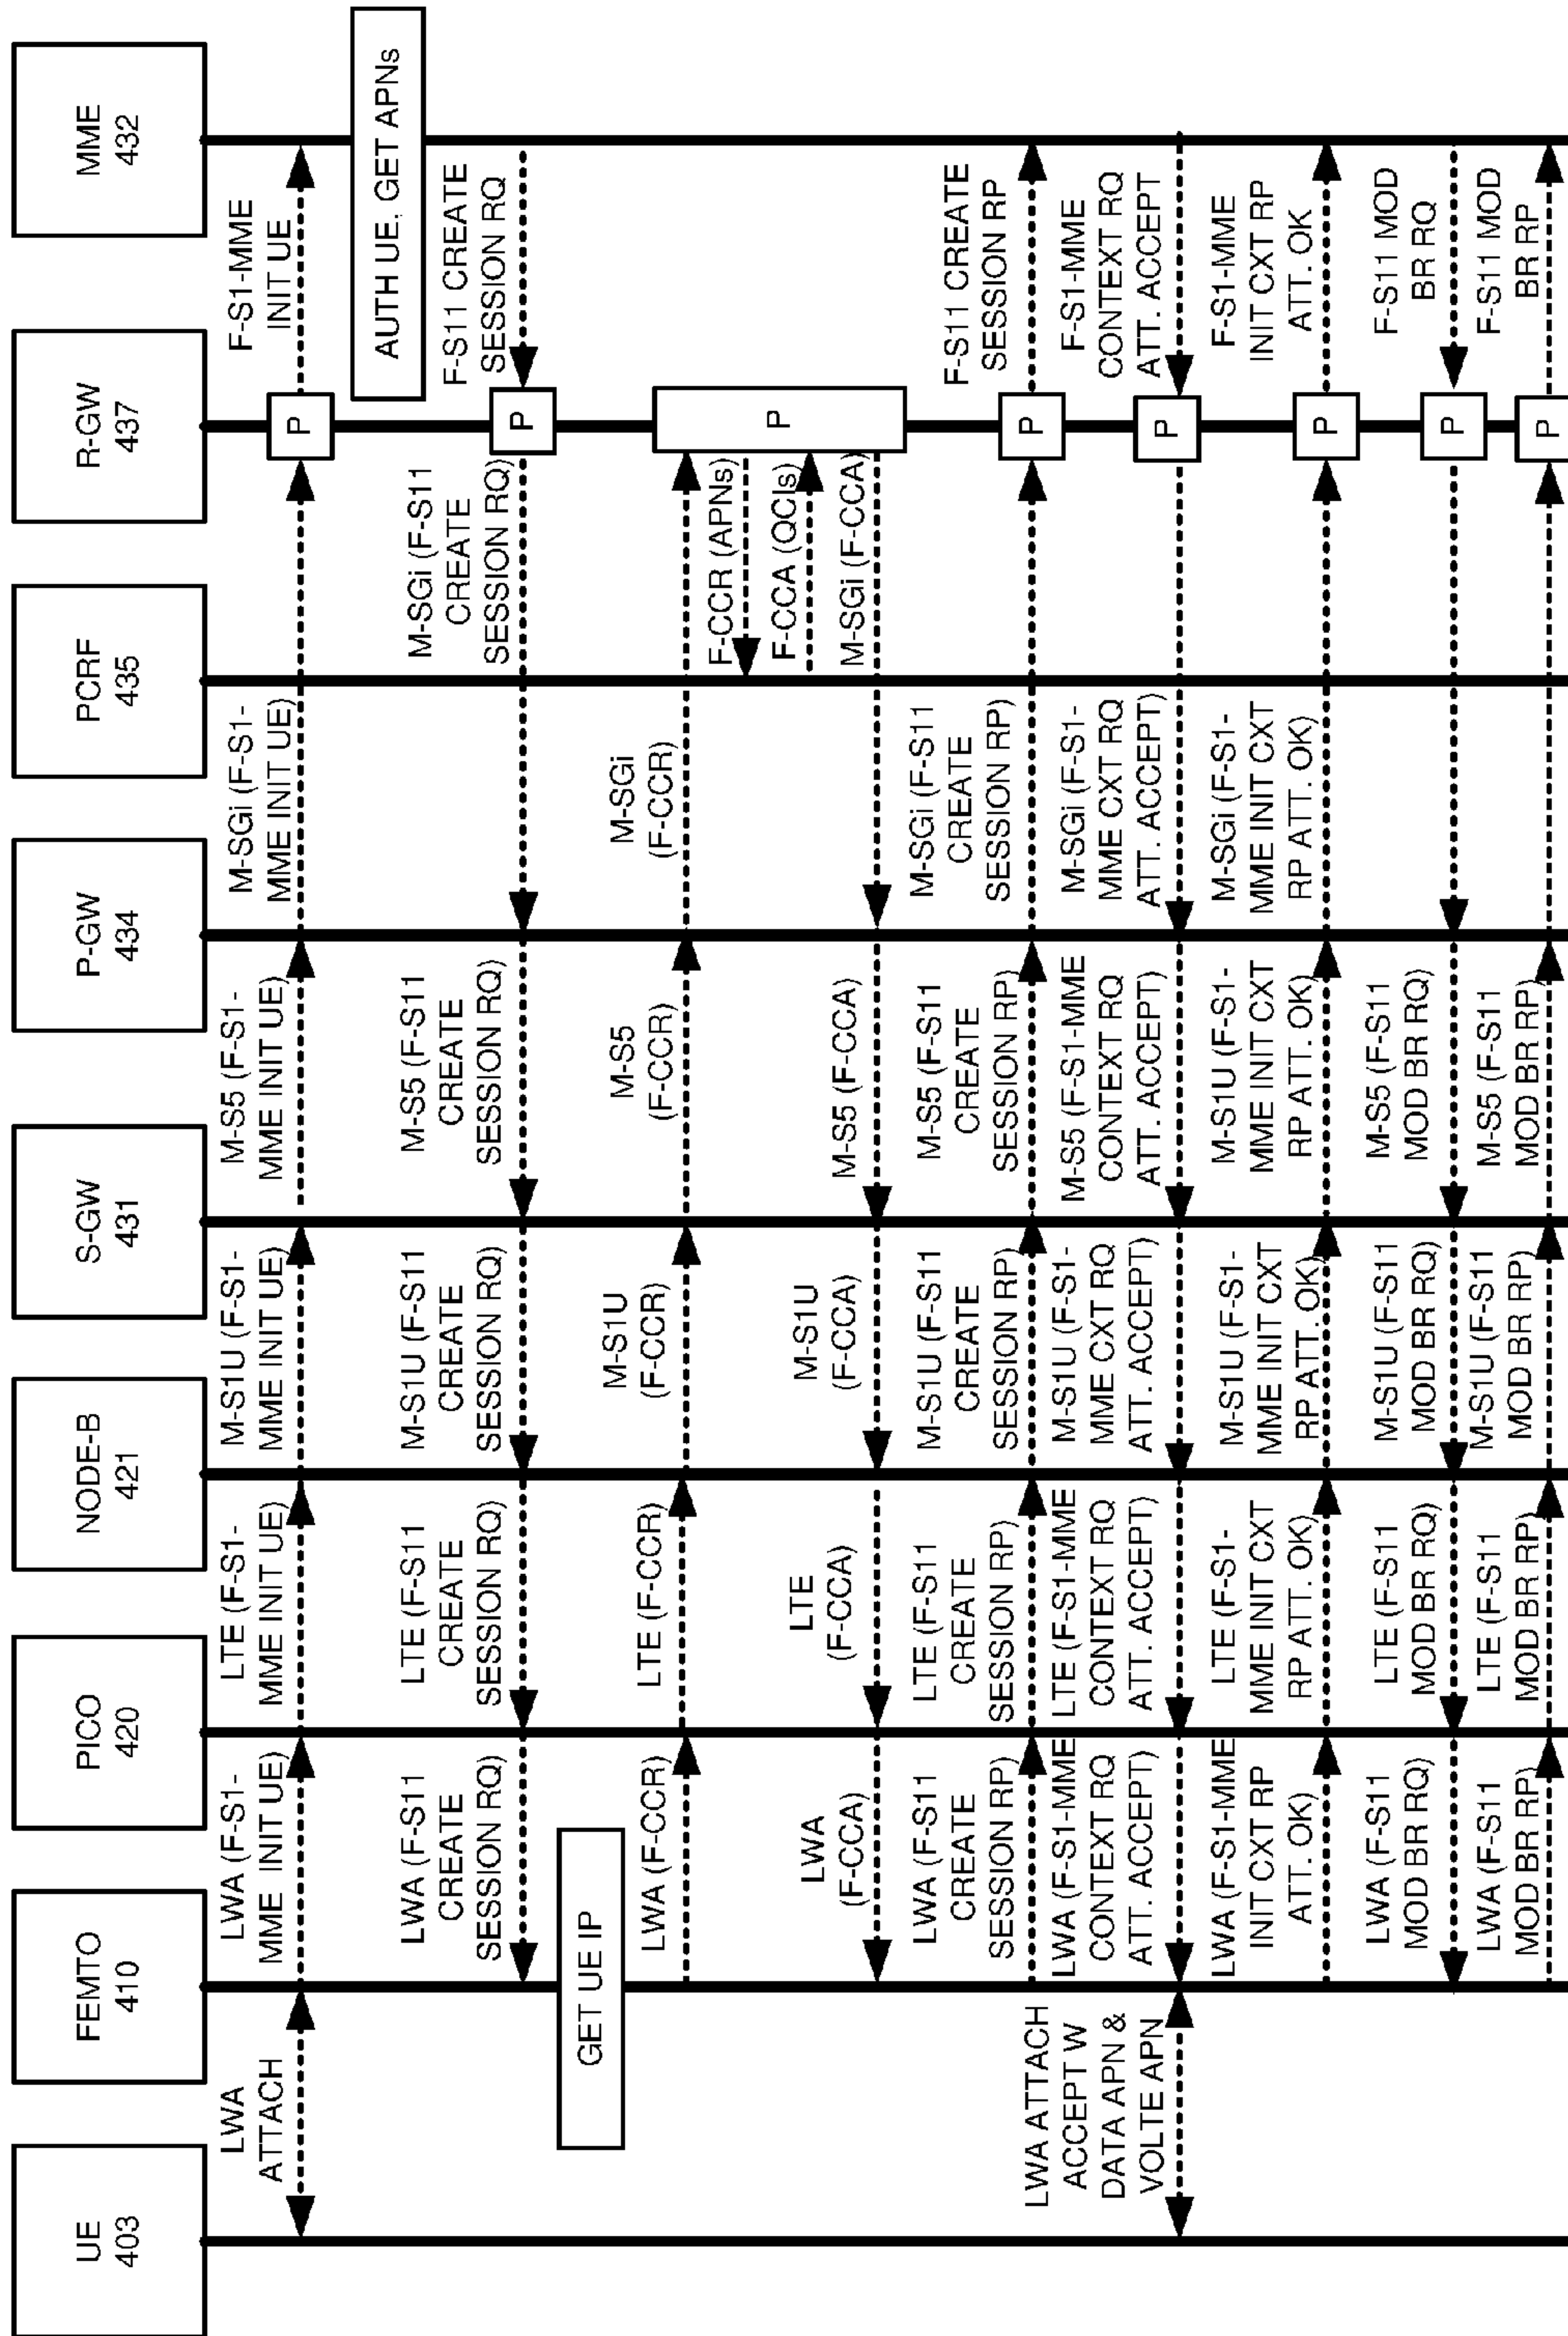 UE
403
FEMTO
410
PICO
420
NODE-B
421
S-GW
431
P-GW
434
PCRF
435
R-GW
437
MME
432
LWA
ATTACH
LWA (F-S1-
MME INIT UE)
LTE (F-S1-
MME INIT UE)
M-S1U (F-S1-
MME INIT UE)
M-S5 (F-S1-
MME INIT UE)
M-SGi (F-S1-
MME INIT UE)
P
F-S1-MME
INIT UE
AUTH UE. GET APNs
LWA (F-S11
CREATE
SESSION RQ)
LTE (F-S11
CREATE
SESSION RQ)
M-S1U (F-S11
CREATE
SESSION RQ)
M-S5 (F-S11
CREATE
SESSION RQ)
M-SGi (F-S11
CREATE
SESSION RQ)
P
F-S11 CREATE
SESSION RQ
GET UE IP
LWA (F-CCR)
LTE (F-CCR)
M-S1U
(F-CCR)
M-S5
(F-CCR)
M-SGi
(F-CCR)
F-CCR (APNs)
P
F-CCA (QCIs)
LWA
(F-CCA)
LTE
(F-CCA)
M-S1U
(F-CCA)
M-S5 (F-CCA)
M-SGi (F-CCA)
LWA (F-S11
CREATE
SESSION RP)
LTE (F-S11
CREATE
SESSION RP)
M-S1U (F-S11
CREATE
SESSION RP)
M-S5 (F-S11
CREATE
SESSION RP)
M-SGi (F-S11
CREATE
SESSION RP)
P
F-S11 CREATE
SESSION RP
LWA ATTACH
ACCEPT W
DATA APN &
VOLTE APN
LWA (F-S1-MME
CONTEXT RQ
ATT. ACCEPT)
LTE (F-S1-MME
CONTEXT RQ
ATT. ACCEPT)
M-S1U (F-S1-
MME CXT RQ
ATT. ACCEPT)
M-S5 (F-S1-MME
CONTEXT RQ
ATT. ACCEPT)
M-SGi (F-S1-
MME CXT RQ
ATT. ACCEPT)
P
F-S1-MME
CONTEXT RQ
ATT. ACCEPT
LWA (F-S1-MME
INIT CXT RP
ATT. OK)
LTE (F-S1-
MME INIT CXT
RP ATT. OK)
M-S1U (F-S1-
MME INIT CXT
RP ATT. OK)
M-S1U (F-S1-
MME INIT CXT
RP ATT. OK)
M-SGi (F-S1-
MME INIT CXT
RP ATT. OK)
P
F-S1-MME
INIT CXT RP
ATT. OK
LWA (F-S11
MOD BR RQ)
LTE (F-S11
MOD BR RQ)
M-S1U (F-S11
MOD BR RQ)
M-S5 (F-S11
MOD BR RQ)
P
F-S11 MOD
BR RQ
LWA (F-S11
MOD BR RP)
LTE (F-S11
MOD BR RP)
M-S1U (F-S11
MOD BR RP)
M-S5 (F-S11
MOD BR RP)
P
F-S11 MOD
BR RP